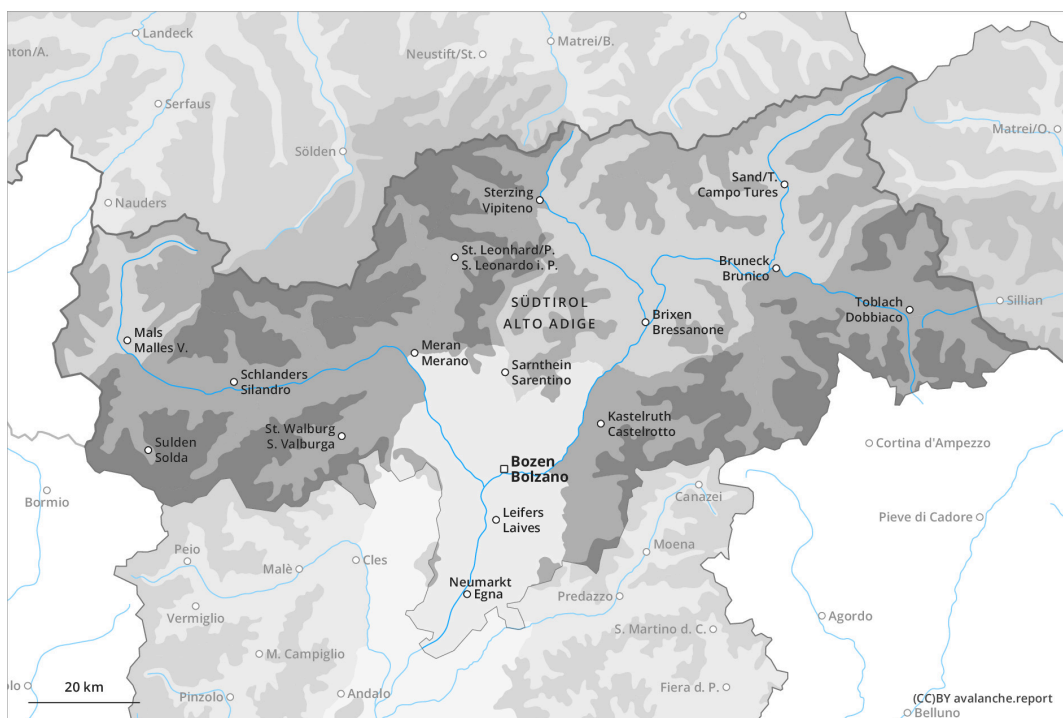 Landeck
nton/A.
Neustift/St.
Matrei/B.
Serfaus
Sölden
Matrei/O.
Nauders
Sterzing
Vipiteno
Sand/T.
Campo Tures
St. Leonhard/P.
S. Leonardo i. P.
Bruneck
Brunico
SÜDTIROL
ALTO ADIGE
Toblach
Dobbiaco
Sillian
Brixen
Bressanone
Mals
Malles V.
Meran
Merano
Sarnthein
Sarentino
Schlanders
Silandro
Kastelruth
Castelrotto
St. Walburg
S. Valburga
Sulden
Solda
Cortina d'Ampezzo
Bozen
Bolzano
Bormio
Canazei
Leifers
Laives
Pieve di Cadore
Peio
Malè
Cles
Moena
Neumarkt
Egna
Predazzo
Vermiglio
Agordo
S. Martino d. C.
M. Campiglio
olo
20 km
Pinzolo
Andalo
Fiera d. P.
(CC)BY avalanche.report
Belluno